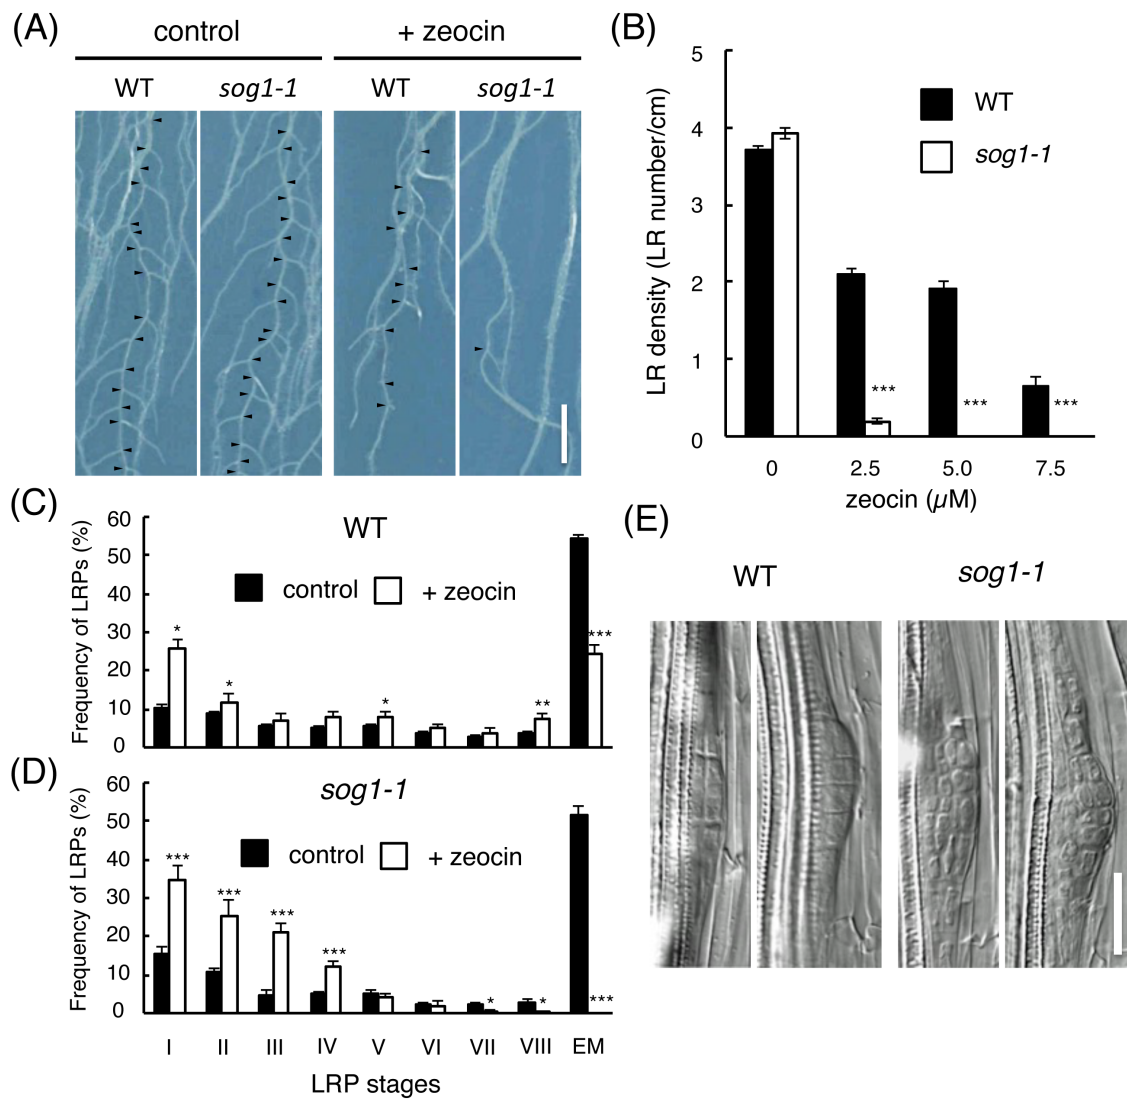 (A)
control
+ zeocin
WT
sog1-1
WT
sog1-1
(B)
LR density (LR number/cm)
5
4
3
2
1
0
WT
sog1-1
***
***
***
0
2.5
5.0
7.5
zeocin (µM)
(C)
Frequency of LRPs (%)
60
50
40
30
20
10
0
WT
control
+ zeocin
*
*
*
**
***
(D)
Frequency of LRPs (%)
60
50
40
30
20
10
0
sog1-1
control
+ zeocin
***
***
***
***
*
*
***
I
II
III
IV
V
VI
VII
VIII
EM
LRP stages
(E)
WT
sog1-1